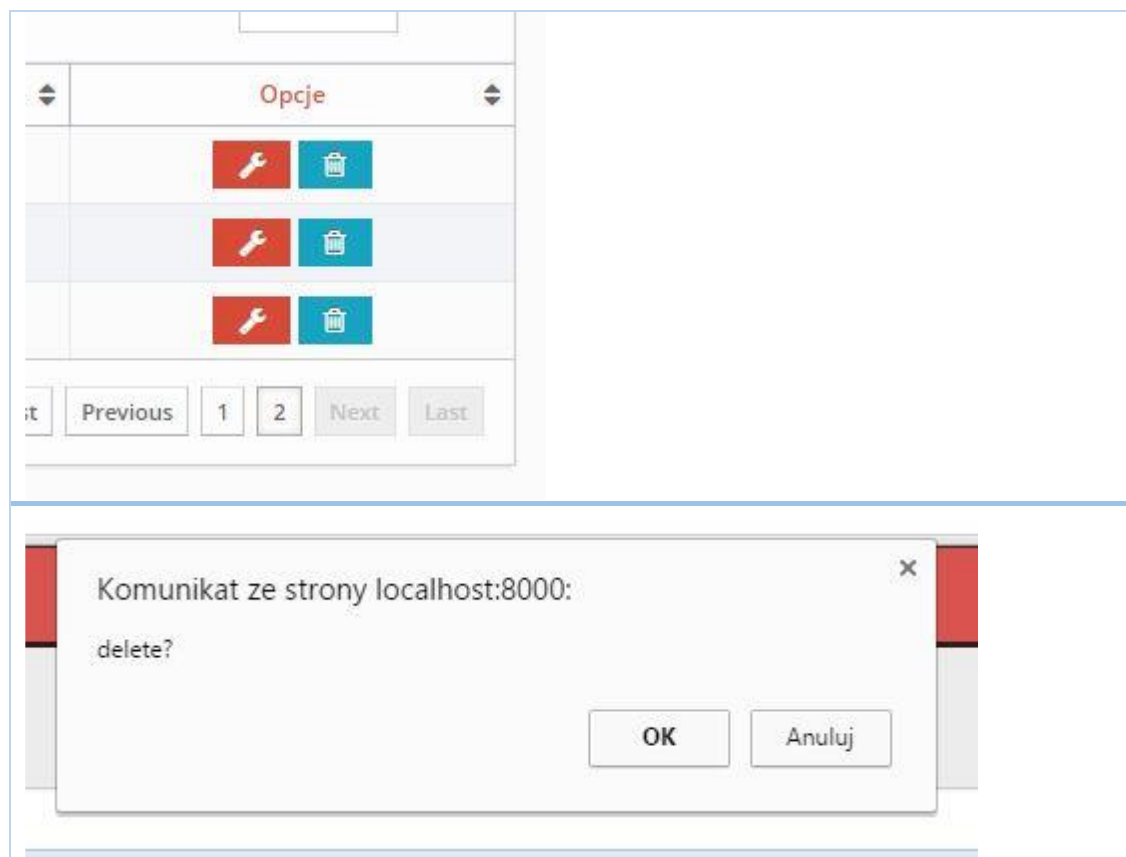 Opcje
st Previous 1 2 Next Last
Komunikat ze strony localhost:8000:
delete?
OK Anuluj